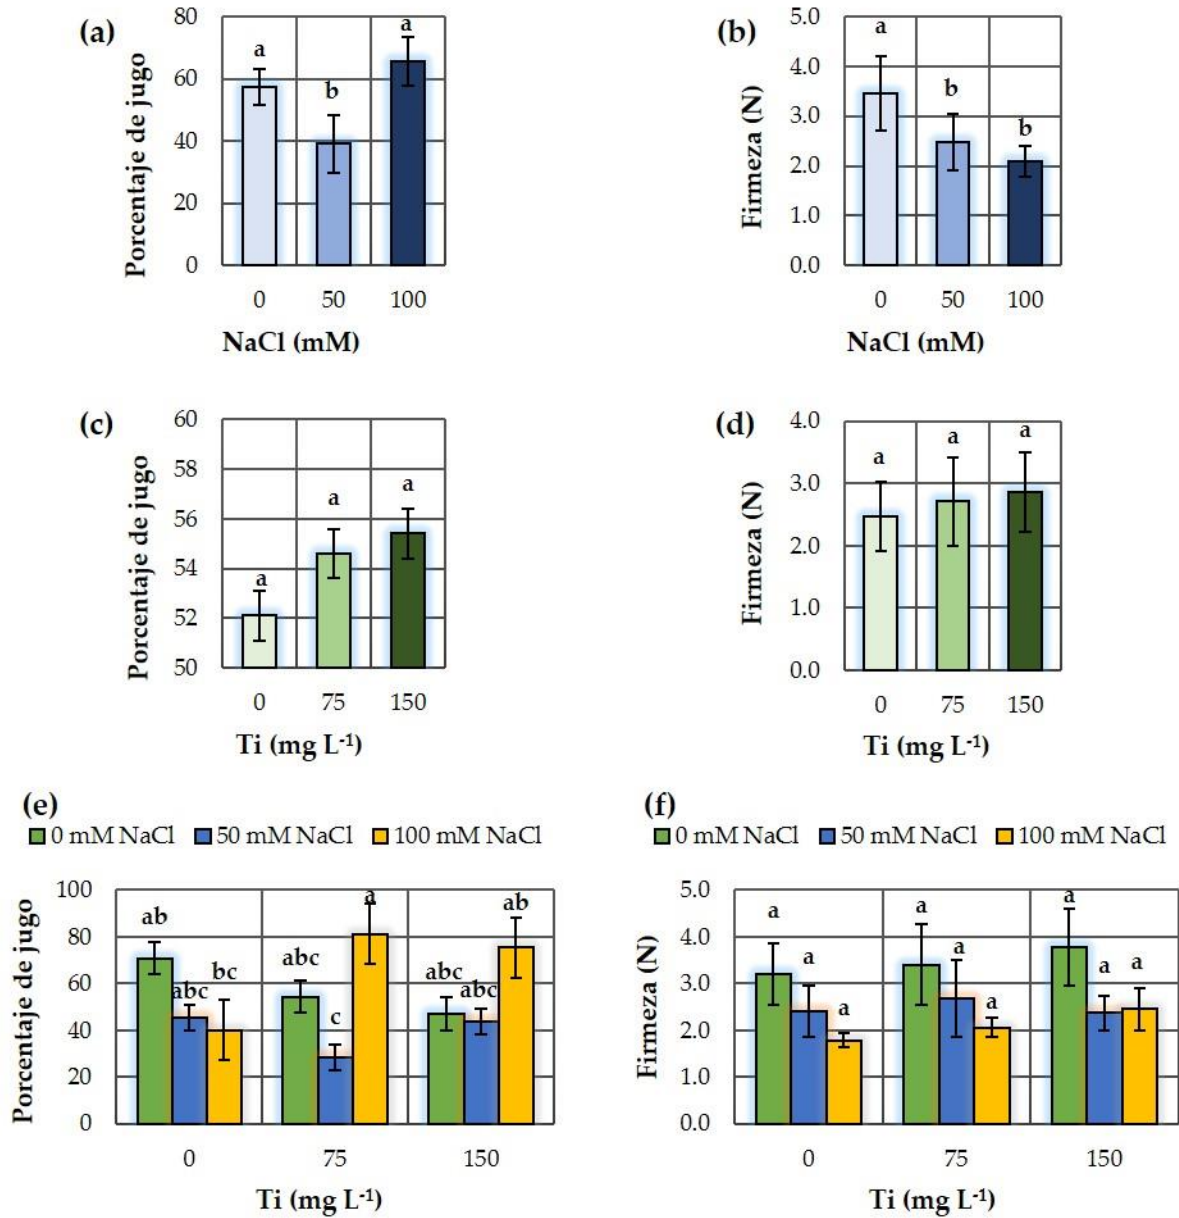 (a)
Porcentaje de jugo
80
60
40
20
0
a
b
a
0 50 100
NaCl (mM)
(b)
Firmeza (N)
5.0
4.0
3.0
2.0
1.0
0.0
a
b
b
0 50 100
NaCl (mM)
(c)
Porcentaje de jugo
60
58
56
54
52
50
a
a
a
0 75 150
Ti (mg L⁻¹)
(d)
Firmeza (N)
4.0
3.0
2.0
1.0
0.0
a
a
a
0 75 150
Ti (mg L⁻¹)
(e)
0 mM NaCl 50 mM NaCl 100 mM NaCl
Porcentaje de jugo
100
80
60
40
20
0
ab
abc
bc
abc
c
a
abc
abc
ab
0 75 150
Ti (mg L⁻¹)
(f)
0 mM NaCl 50 mM NaCl 100 mM NaCl
Firmeza (N)
5.0
4.0
3.0
2.0
1.0
0.0
a
a
a
a
a
a
a
a
a
0 75 150
Ti (mg L⁻¹)